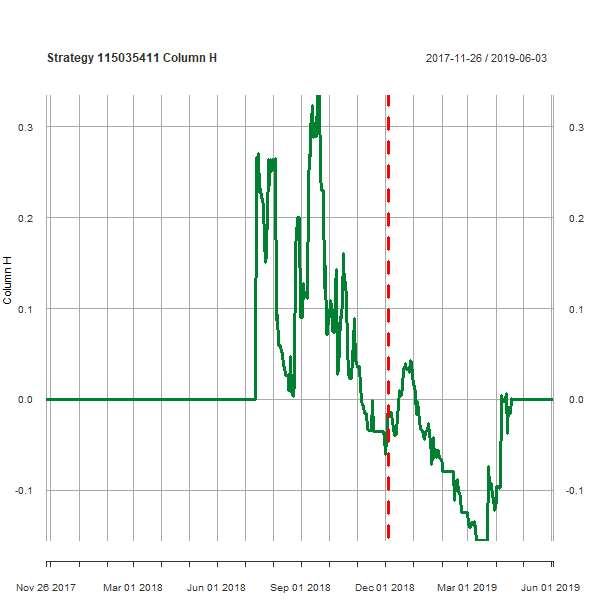 Strategy 115035411 Column H
2017-11-26 / 2019-06-03
0.3 0.3
0.2 0.2
0.1 0.1
0.0 0.0
-0.1 -0.1
Column H
Nov 26 2017 Mar 01 2018 Jun 01 2018 Sep 01 2018 Dec 01 2018 Mar 01 2019 Jun 01 2019